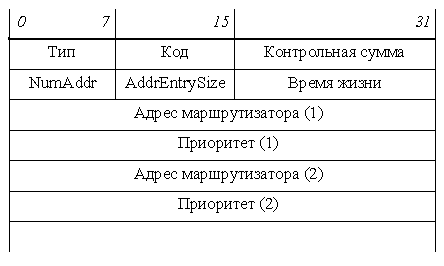 0 7 15 31
Тип Код Контрольная сумма
NumAddr AddrEntrySize Время жизни
Адрес маршрутизатора (1)
Приоритет (1)
Адрес маршрутизатора (2)
Приоритет (2)